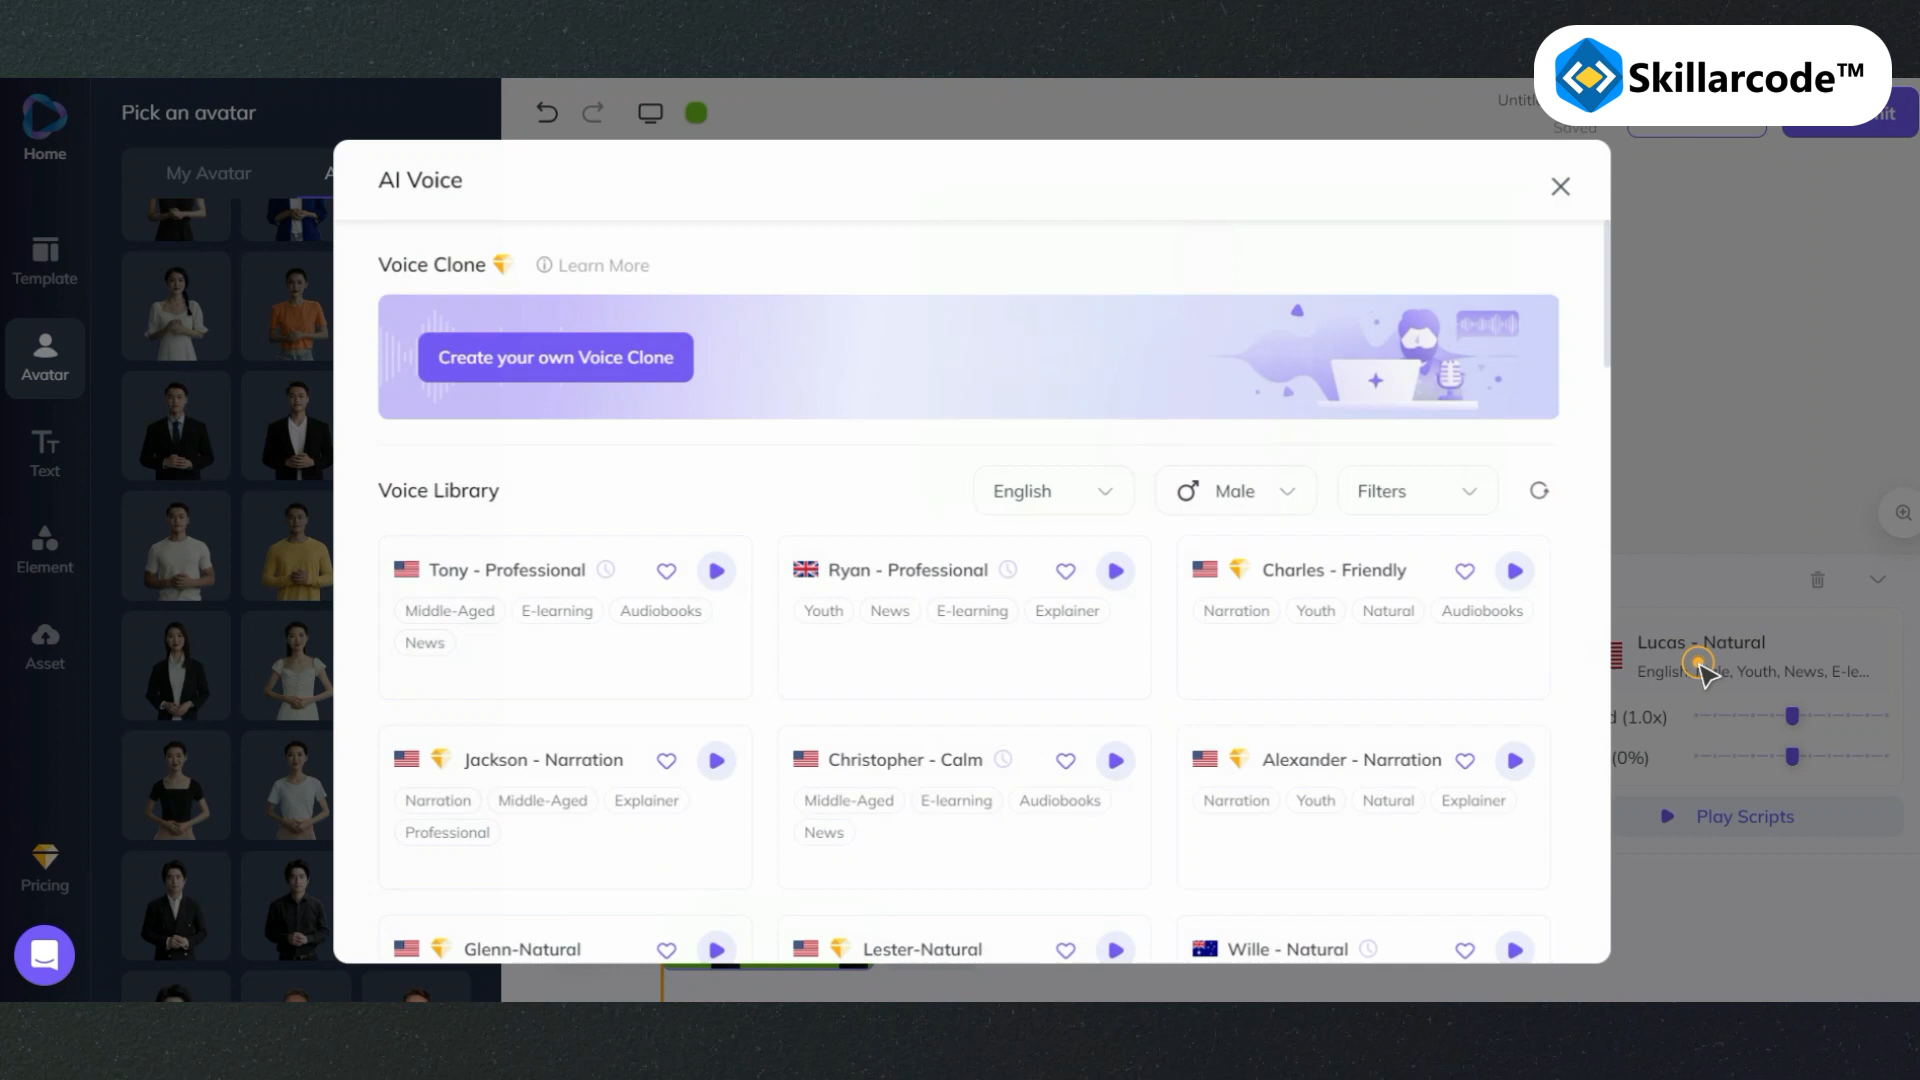 Skillarcode™
Home
Pick an avatar
Saved
My Avatar
Template
Avatar
Text
Element
Asset
Pricing
AI Voice
Voice Clone
Learn More
Create your own Voice Clone
Voice Library
English
Male
Filters
Tony - Professional
Middle-Aged
E-learning
Audiobooks
News
Ryan - Professional
Youth
News
E-learning
Explainer
Charles - Friendly
Narration
Youth
Natural
Audiobooks
Jackson - Narration
Narration
Middle-Aged
Explainer
Professional
Christopher - Calm
Middle-Aged
E-learning
Audiobooks
News
Alexander - Narration
Narration
Youth
Natural
Explainer
Glenn-Natural
Lester-Natural
Wille - Natural
Lucas - Natural
Youth, News, E-le...
(1.0x)
(0%)
Play Scripts